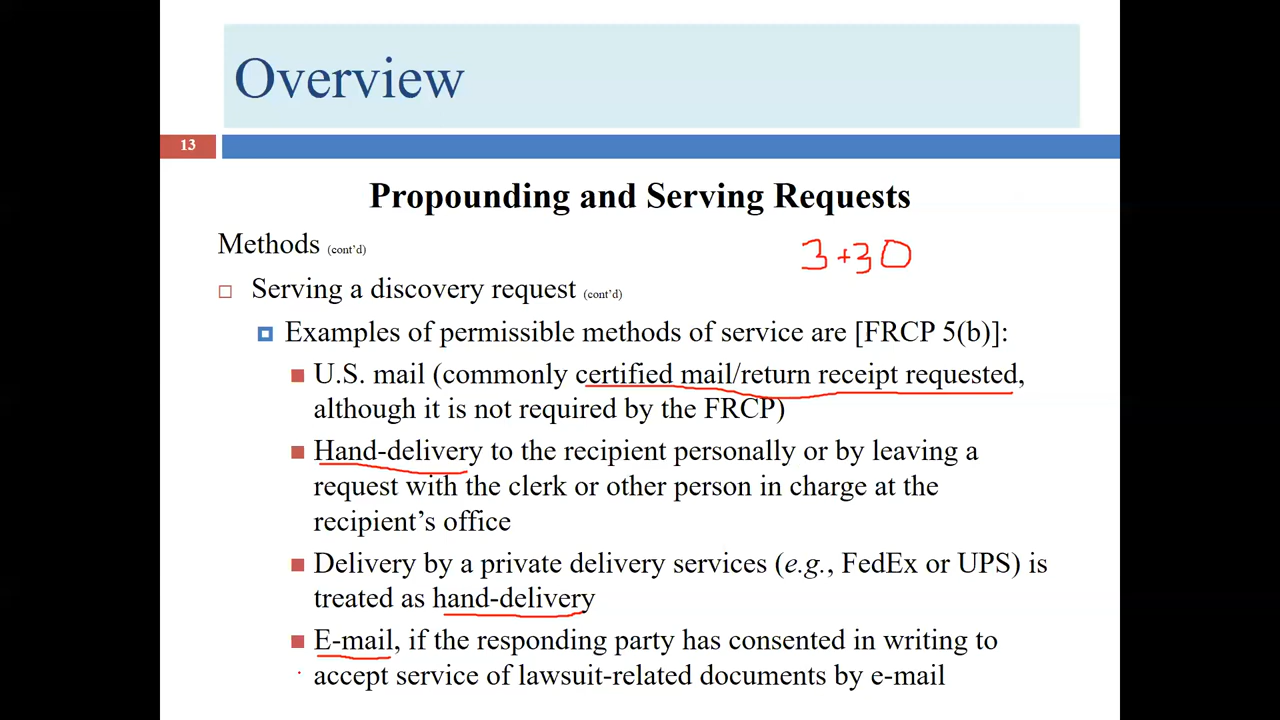 Overview
13
Propounding and Serving Requests
Methods (cont'd)
3+30
Serving a discovery request (cont'd)
Examples of permissible methods of service are [FRCP 5(b)]:
U.S. mail (commonly certified mail/return receipt requested,
although it is not required by the FRCP)
Hand-delivery to the recipient personally or by leaving a
request with the clerk or other person in charge at the
recipient's office
Delivery by a private delivery services (e.g., FedEx or UPS) is
treated as hand-delivery
E-mail, if the responding party has consented in writing to
accept service of lawsuit-related documents by e-mail